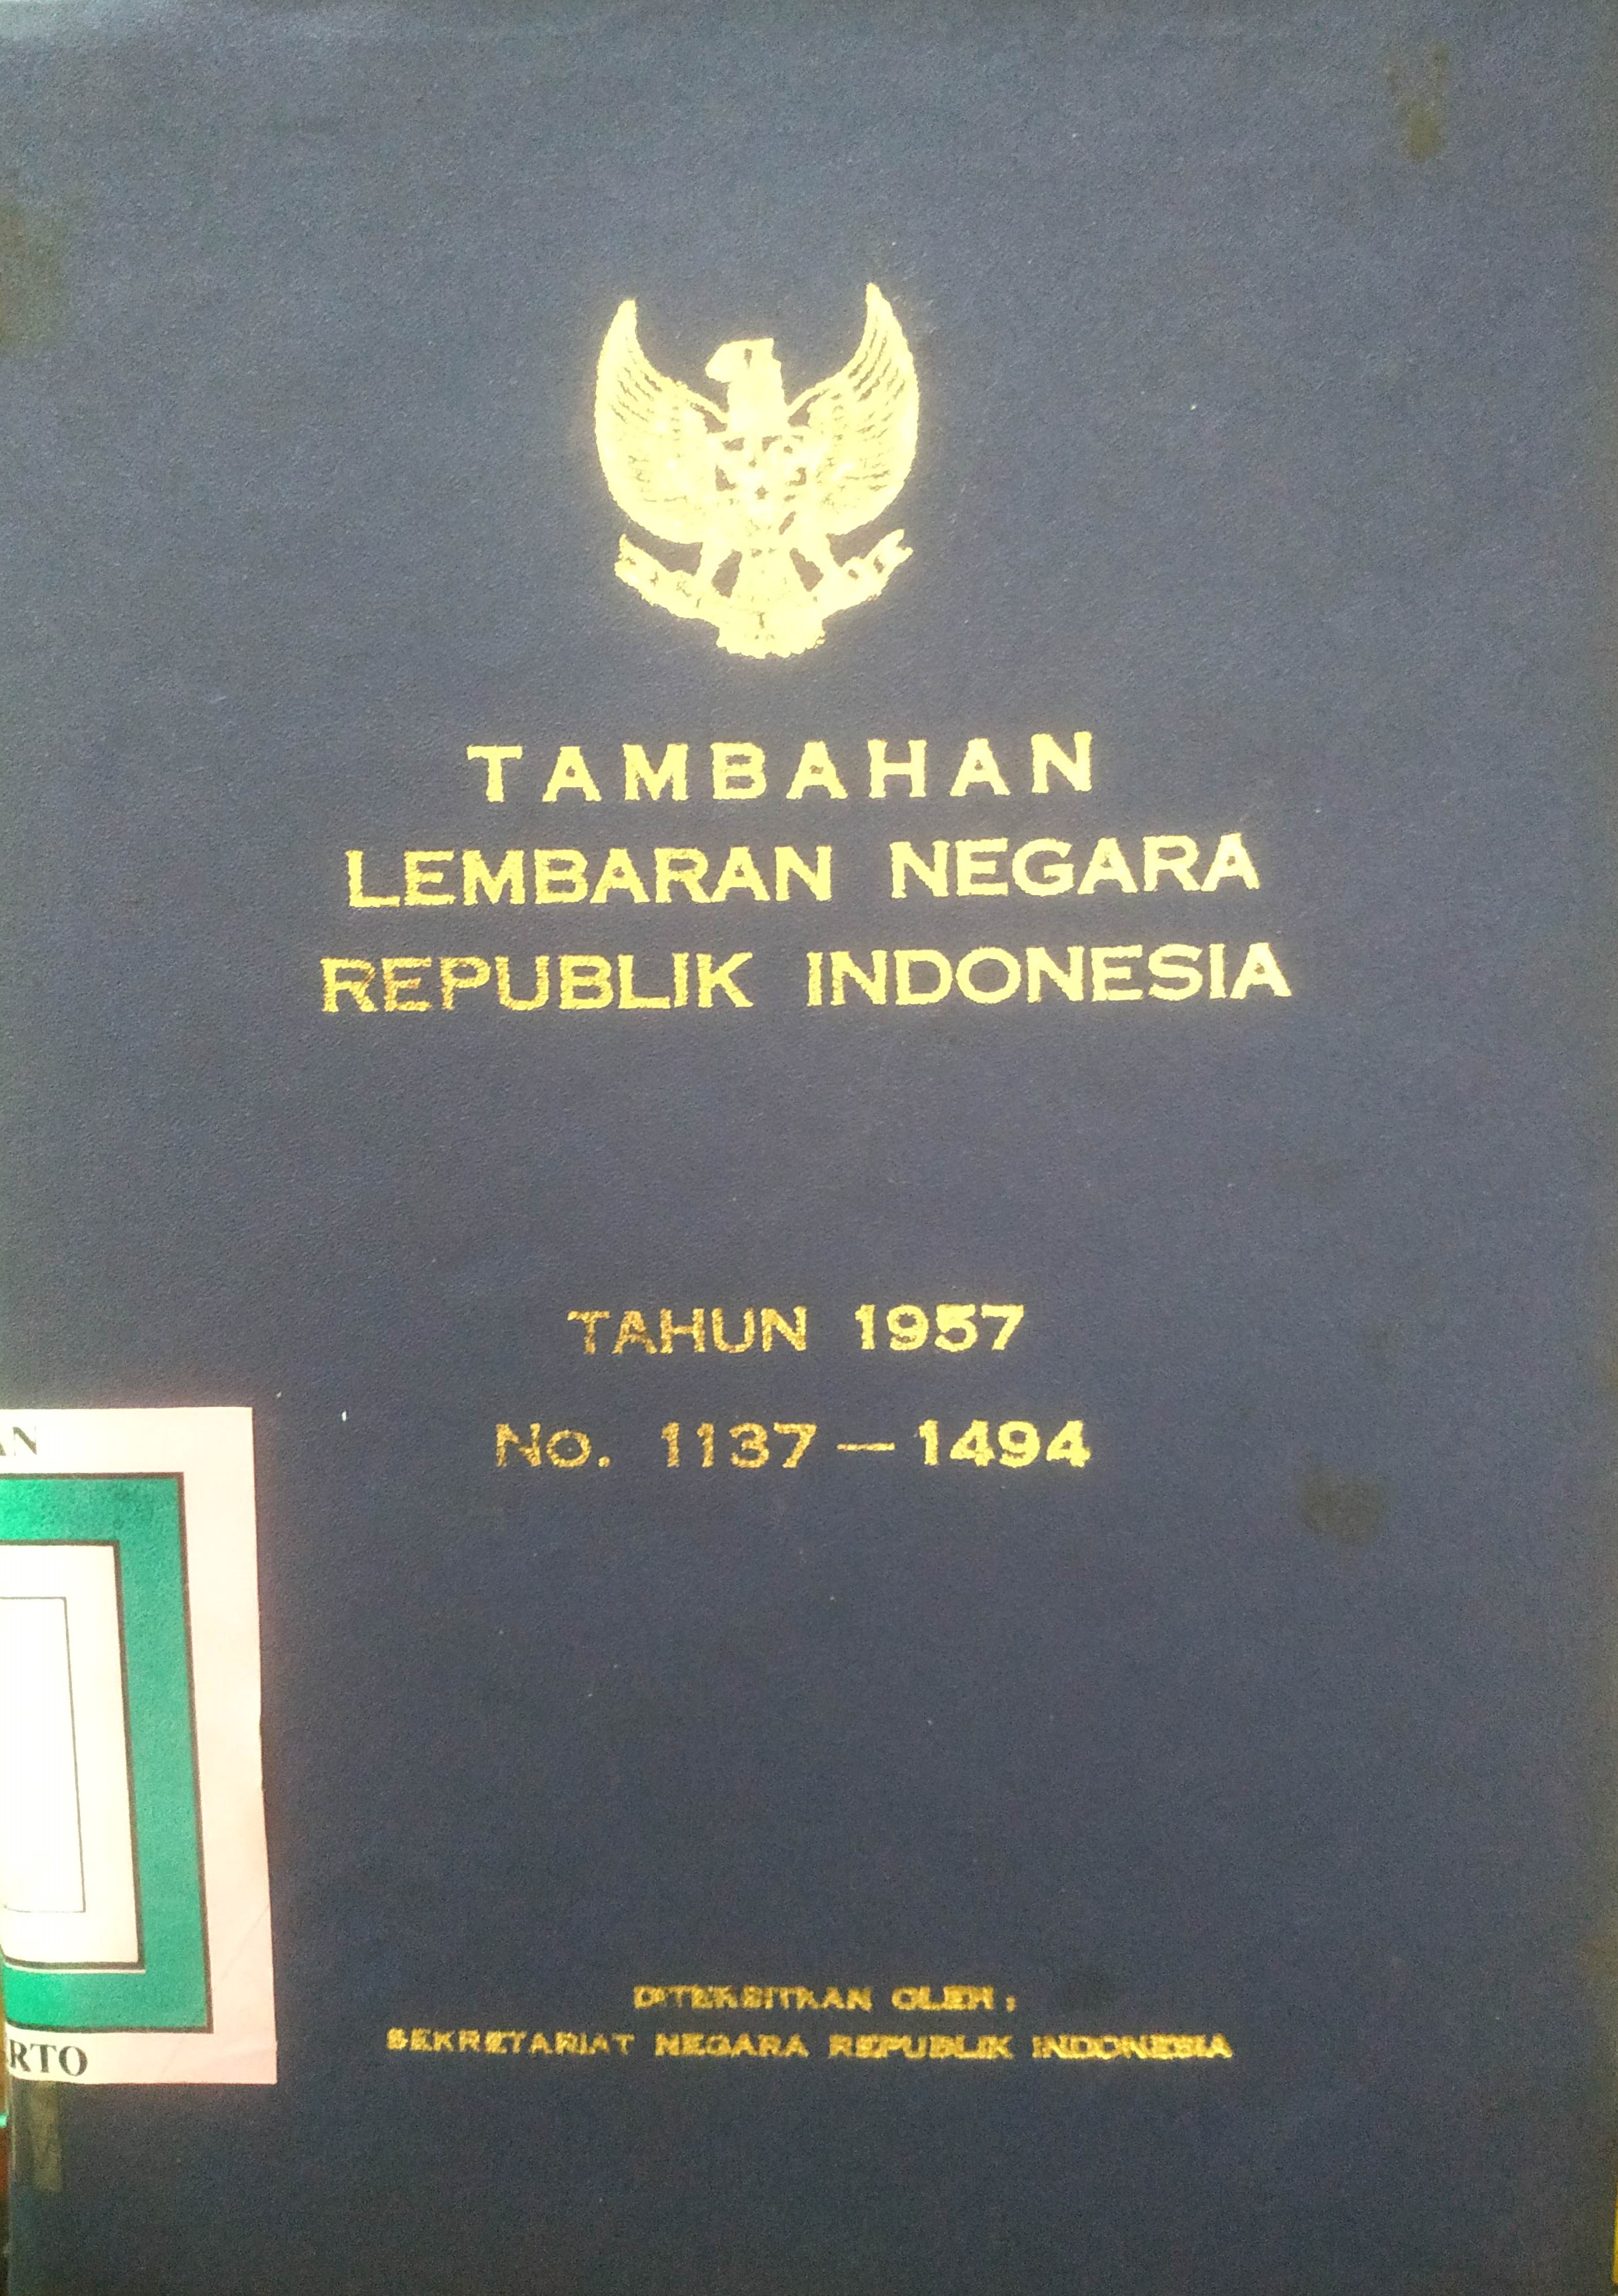 TAMBAHAN
LEMBARAN NEGARA
REPUBLIK INDONESIA
TAHUN 1957
No. 1137 — 1494
AN
RTO
DITERBITKAN OLEH :
SEKRETARIAT NEGARA REPUBLIK INDONESIA